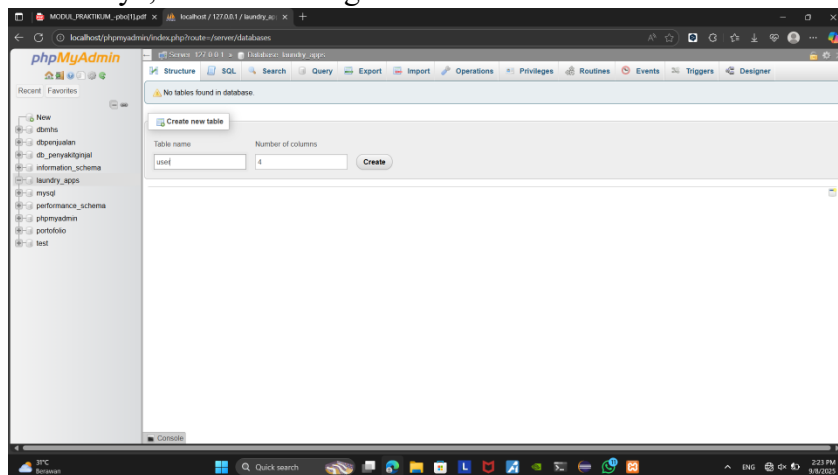 MODUL_PRAKTIKUM_-pbo[1].pdf
localhost / 127.0.0.1 / laundry_ap
localhost/phpmyadmin/index.php?route=/server/databases
phpMyAdmin
Recent Favorites
New
dbmhs
dbpenjualan
db_penyakitginjal
information_schema
laundry_apps
mysql
performance_schema
phpmyadmin
portofolio
test
Server: 127.0.0.1 » Database: laundry_apps
Structure SQL Search Query Export Import Operations Privileges Routines Events Triggers Designer
No tables found in database.
Create new table
Table name Number of columns
user 4 Create
Console
31°C
Berawan
Quick search
ENG
2:23 PM
9/8/2025